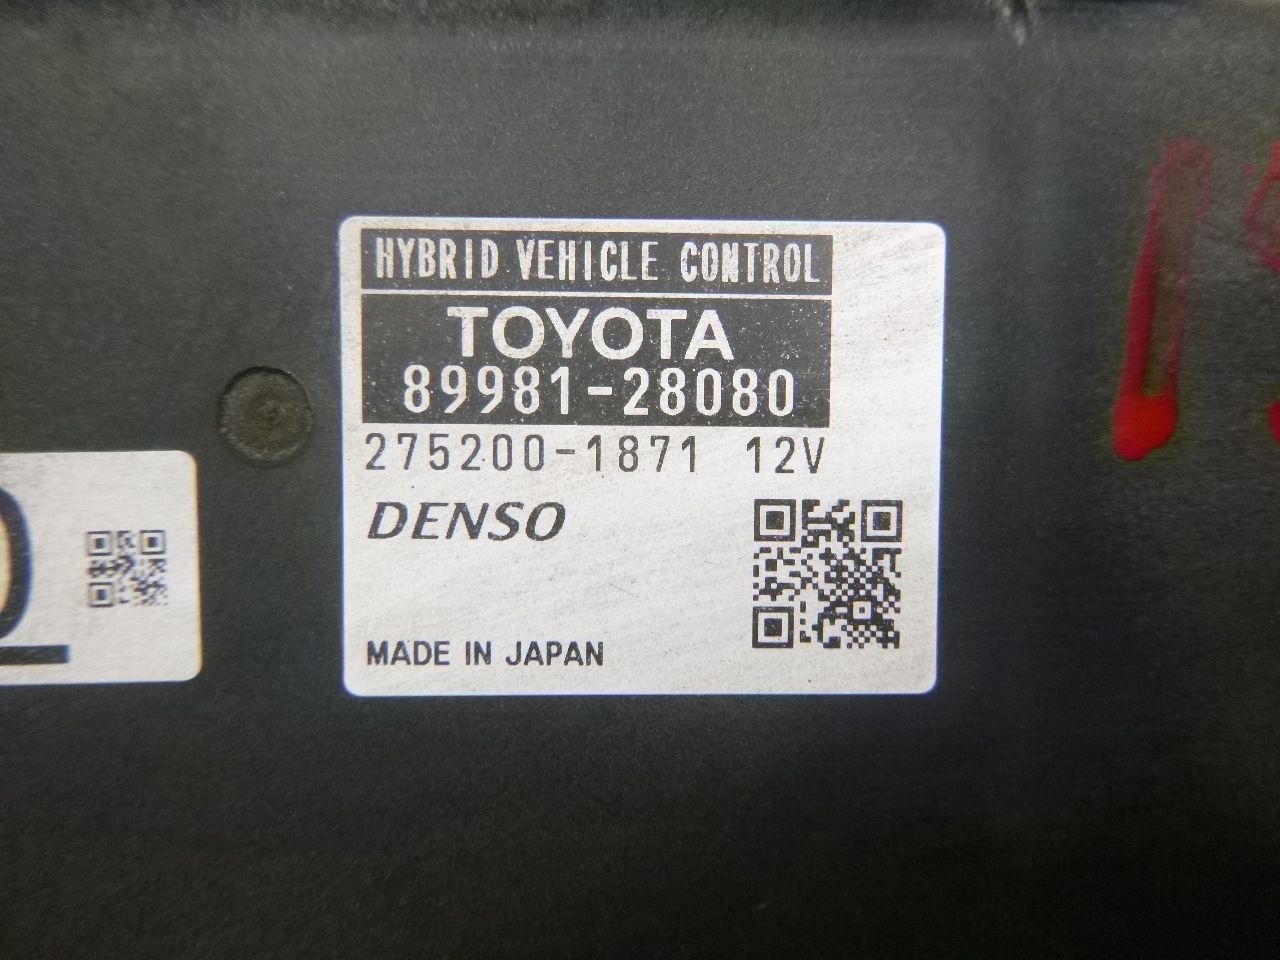 HYBRID VEHICLE CONTROL
TOYOTA
89981-28080
275200-1871 12V
DENSO
MADE IN JAPAN